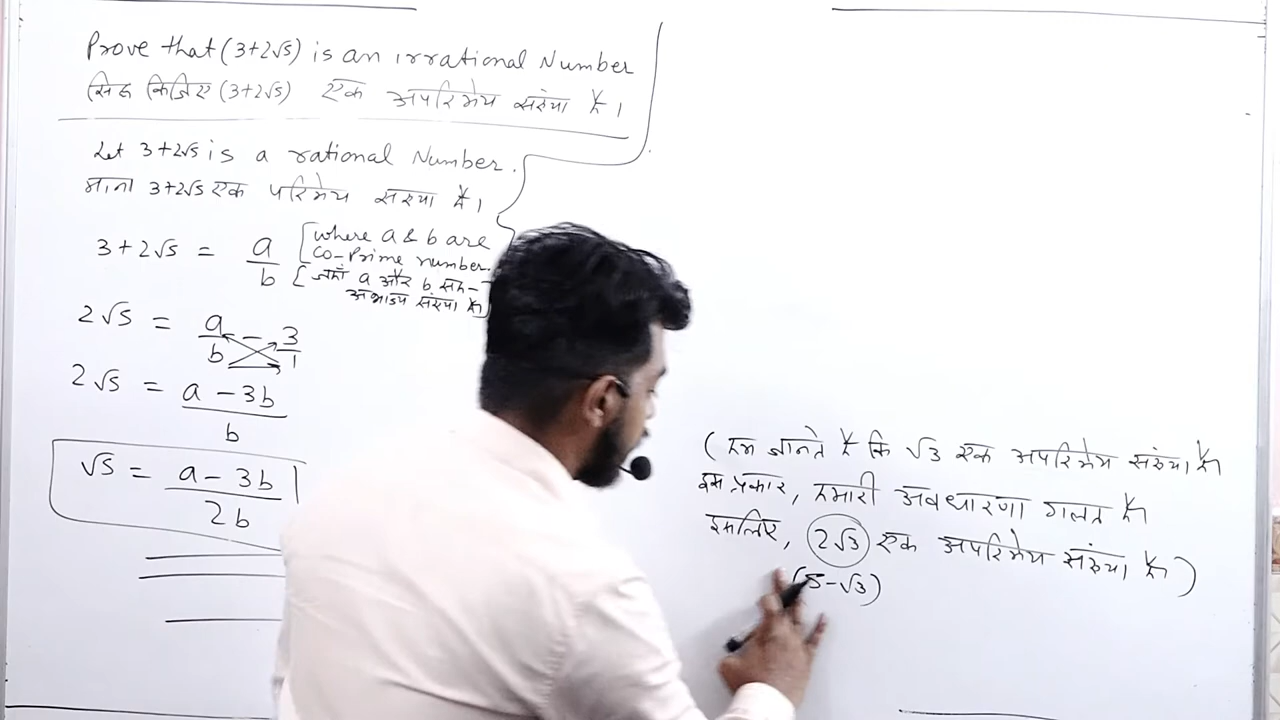 Prove that (3+2√5) is an irrational Number
सिद्ध किजिए (3+2√5) एक अपरिमेय संख्या है।
Let 3+2√5 is a rational Number.
माना 3+2√5 एक परिमेय संख्या है।
3+2√5 = a/b [where a & b are
co-Prime number.
[जहाँ a और b सह-
अभाज्य संख्या है]
2√5 = a/b - 3/1
2√5 = a-3b/b
√5 = a-3b/2b
(हम जानते है कि √3 एक अपरिमेय संख्या है
इस प्रकार, हमारी अवधारणा गलत है
इसलिए, 2√3 एक अपरिमेय संख्या है)
(5-√3)